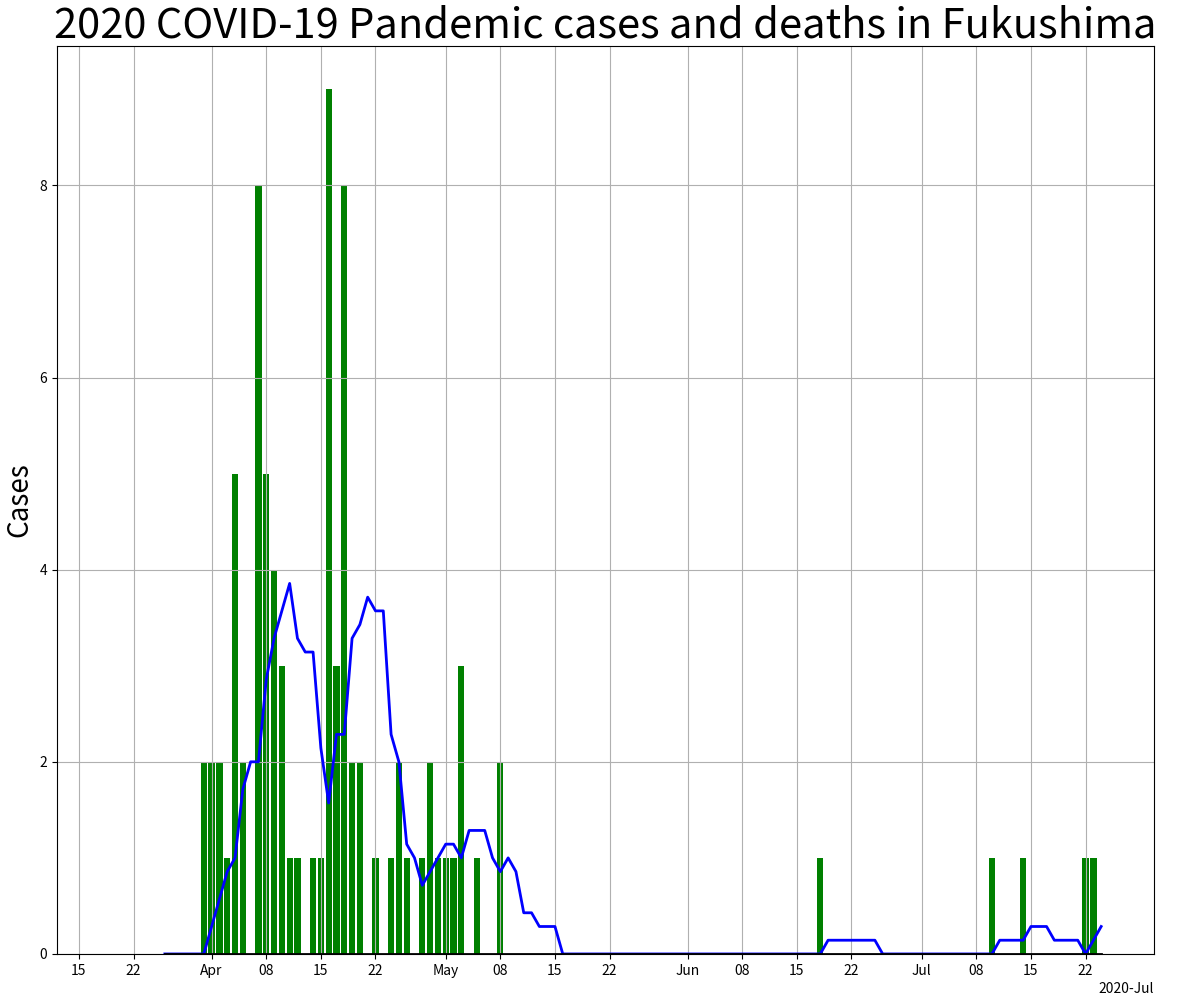 2020 COVID-19 Pandemic cases and deaths in Fukushima
Cases
8
6
4
2
0
15 22 Apr 08 15 22 May 08 15 22 Jun 08 15 22 Jul 08 15 22
2020-Jul